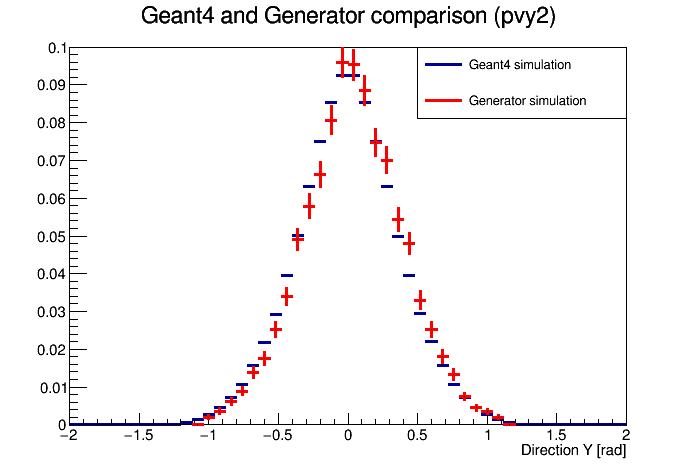 Geant4 and Generator comparison (pvy2)
Geant4 simulation
Generator simulation
0.1
0.09
0.08
0.07
0.06
0.05
0.04
0.03
0.02
0.01
0
−2 −1.5 −1 −0.5 0 0.5 1 1.5 2
Direction Y [rad]